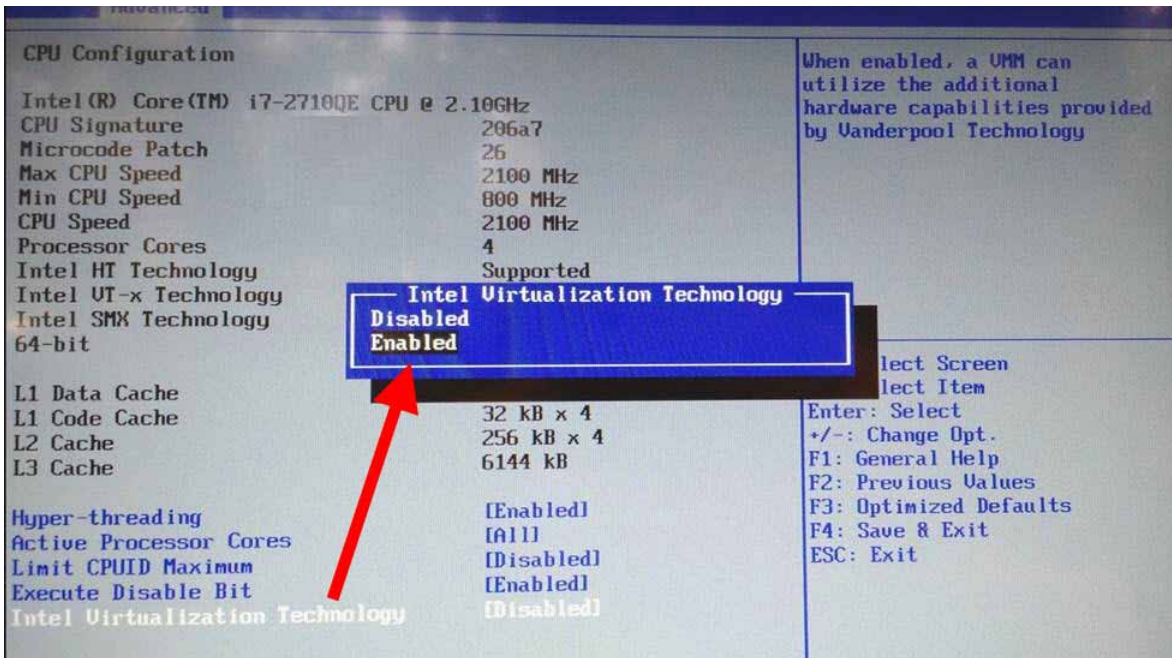 Advanced
CPU Configuration
Intel(R) Core(TM) i7-2710QE CPU @ 2.10GHz
CPU Signature 206a7
Microcode Patch 26
Max CPU Speed 2100 MHz
Min CPU Speed 800 MHz
CPU Speed 2100 MHz
Processor Cores 4
Intel HT Technology Supported
Intel VT-x Technology
Intel SMX Technology
64-bit
L1 Data Cache
L1 Code Cache 32 kB x 4
L2 Cache 256 kB x 4
L3 Cache 6144 kB
Hyper-threading [Enabled]
Active Processor Cores [All]
Limit CPUID Maximum [Disabled]
Execute Disable Bit [Enabled]
Intel Virtualization Technology [Disabled]
Intel Virtualization Technology
Disabled
Enabled
When enabled, a VMM can
utilize the additional
hardware capabilities provided
by Vanderpool Technology
lect Screen
lect Item
Enter: Select
+/-: Change Opt.
F1: General Help
F2: Previous Values
F3: Optimized Defaults
F4: Save & Exit
ESC: Exit